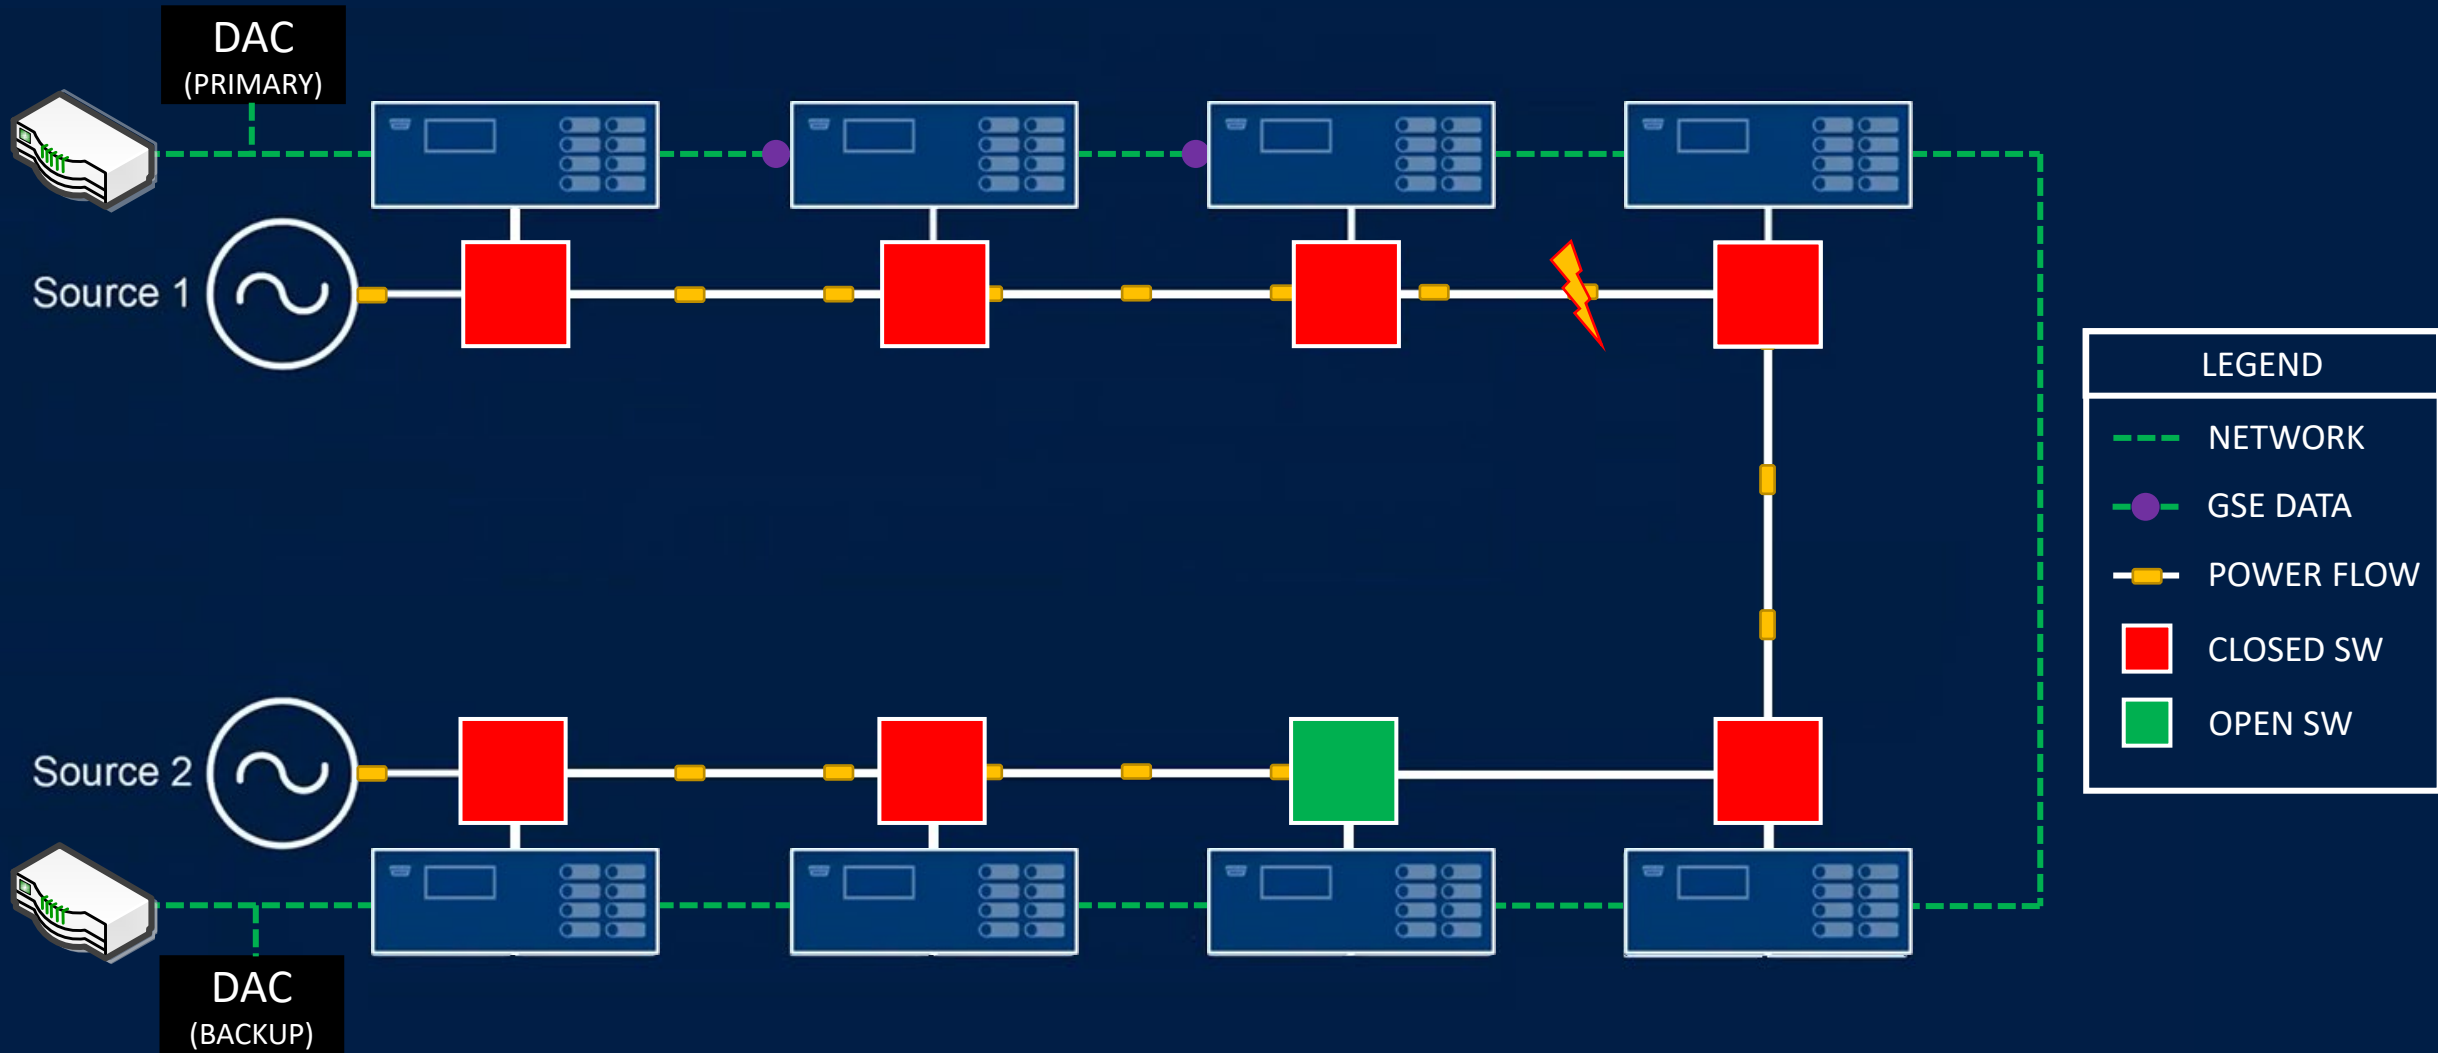 DAC
(PRIMARY)
Source 1
LEGEND
NETWORK
GSE DATA
POWER FLOW
CLOSED SW
OPEN SW
Source 2
DAC
(BACKUP)